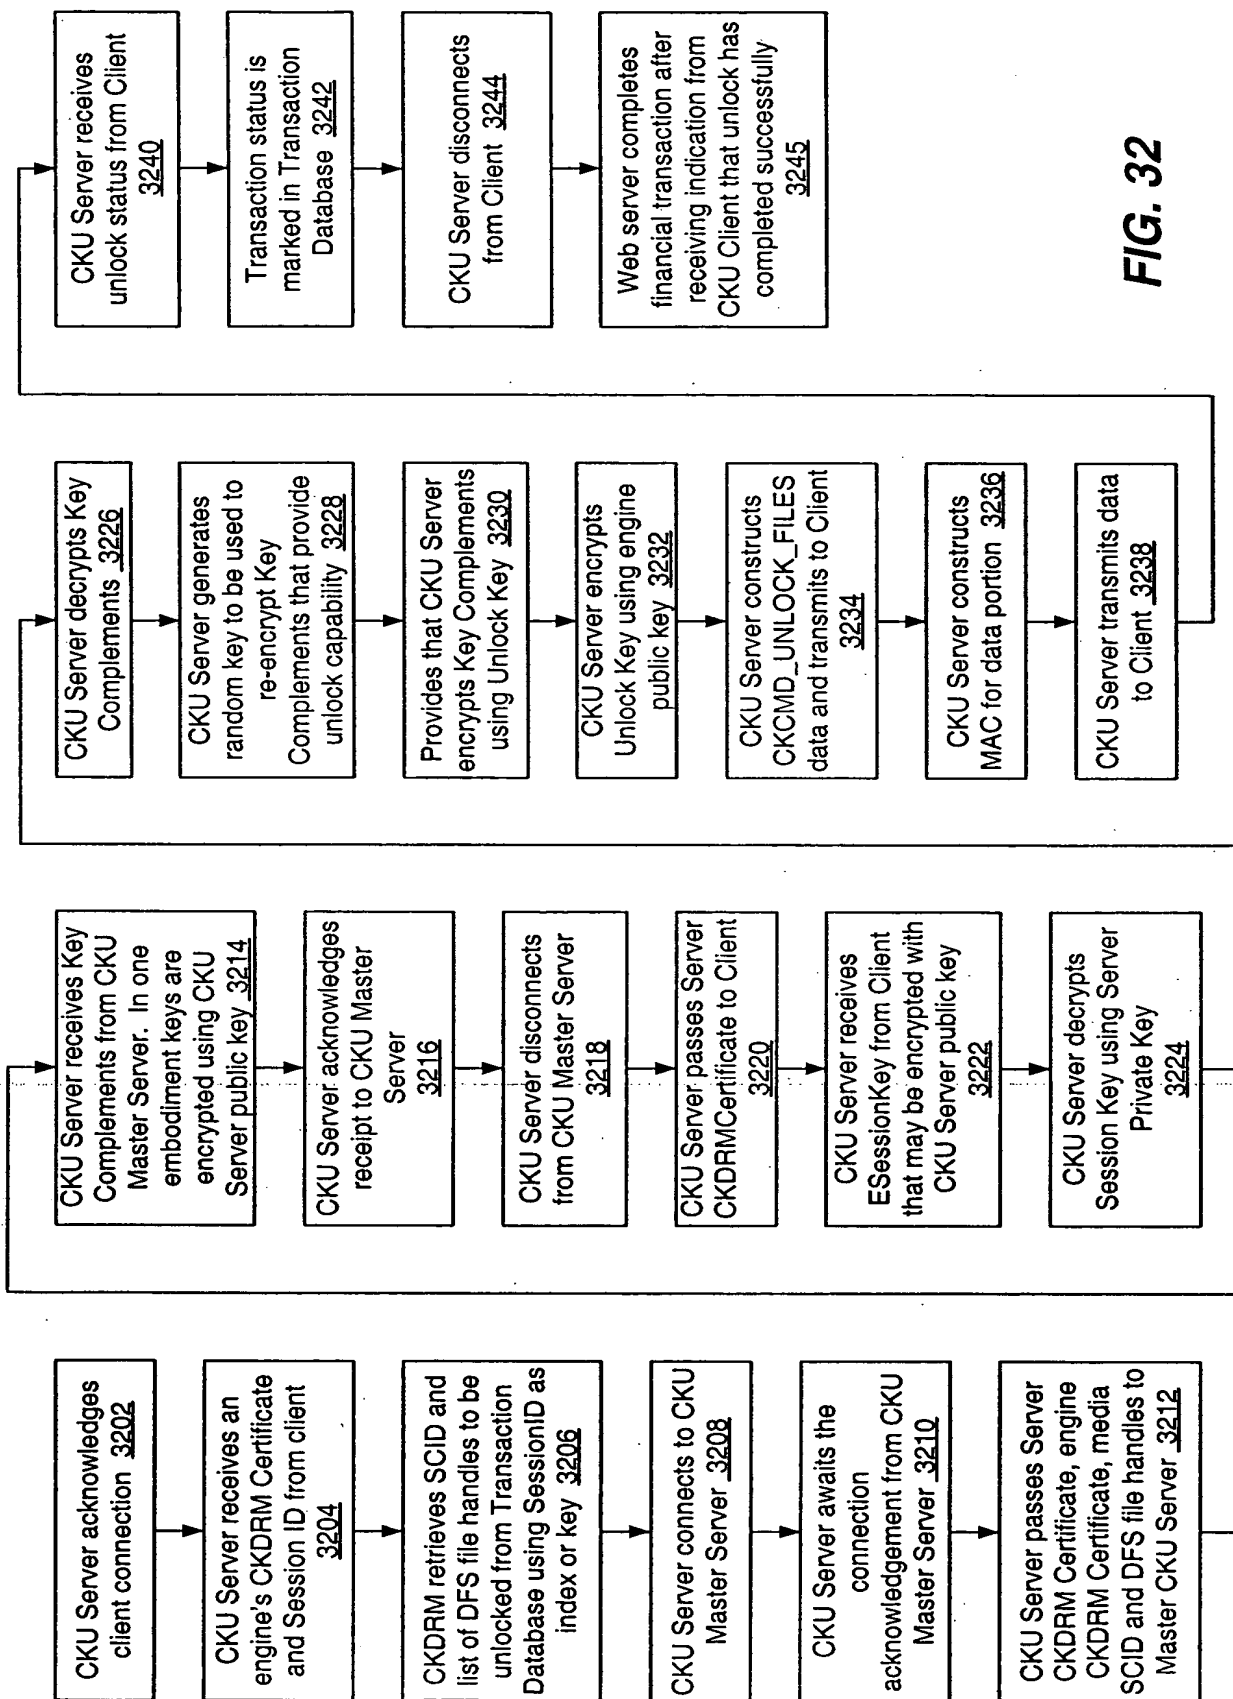 CKU Server acknowledges
client connection 3202
CKU Server receives an
engine's CKDRM Certificate
and Session ID from client
3204
CKDRM retrieves SCID and
list of DFS file handles to be
unlocked from Transaction
Database using SessionID as
index or key 3206
CKU Server connects to CKU
Master Server 3208
CKU Server awaits the
connection
acknowledgement from CKU
Master Server 3210
CKU Server passes Server
CKDRM Certificate, engine
CKDRM Certificate, media
SCID and DFS file handles to
Master CKU Server 3212
CKU Server receives Key
Complements from CKU
Master Server. In one
embodiment keys are
encrypted using CKU
Server public key 3214
CKU Server acknowledges
receipt to CKU Master
Server
3216
CKU Server disconnects
from CKU Master Server
3218
CKU Server passes Server
CKDRMCertificate to Client
3220
CKU Server receives
ESessionKey from Client
that may be encrypted with
CKU Server public key
3222
CKU Server decrypts
Session Key using Server
Private Key
3224
CKU Server decrypts Key
Complements 3226
CKU Server generates
random key to be used to
re-encrypt Key
Complements that provide
unlock capability 3228
Provides that CKU Server
encrypts Key Complements
using Unlock Key 3230
CKU Server encrypts
Unlock Key using engine
public key 3232
CKU Server constructs
CKCMD_UNLOCK_FILES
data and transmits to Client
3234
CKU Server constructs
MAC for data portion 3236
CKU Server transmits data
to Client 3238
CKU Server receives
unlock status from Client
3240
Transaction status is
marked in Transaction
Database 3242
CKU Server disconnects
from Client 3244
Web server completes
financial transaction after
receiving indication from
CKU Client that unlock has
completed successfully
3245
FIG. 32